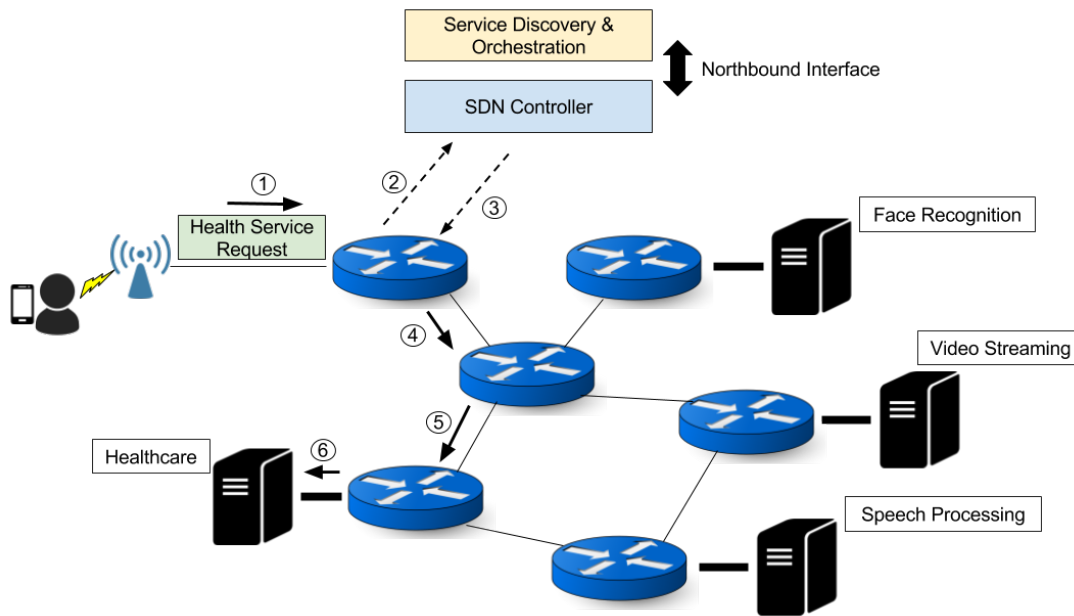 Service Discovery &
Orchestration
Northbound Interface
SDN Controller
①
②
③
Health Service
Request
Face Recognition
④
Video Streaming
⑤
Healthcare
⑥
Speech Processing